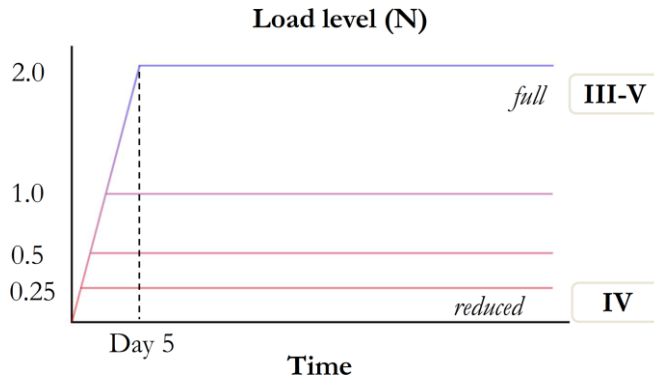 Load level (N)
2.0
full
III-V
1.0
0.5
0.25
reduced
IV
Day 5
Time